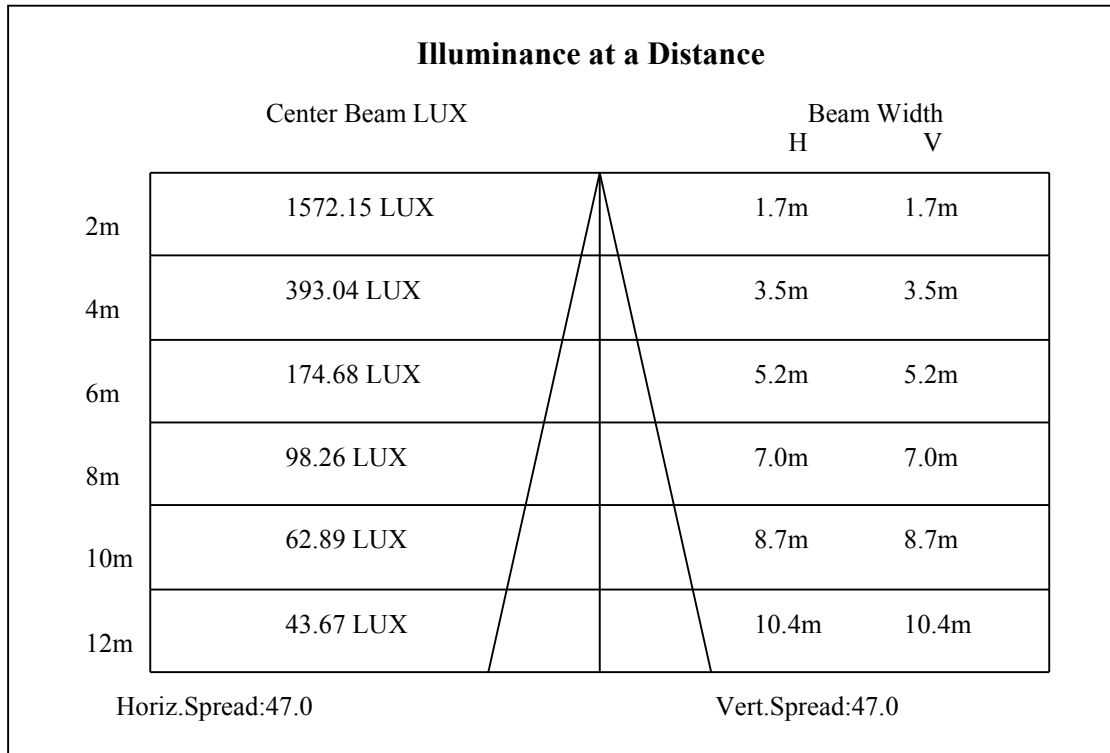 Illuminance at a Distance
Center Beam LUX Beam Width
H V
2m 1572.15 LUX 1.7m 1.7m
4m 393.04 LUX 3.5m 3.5m
6m 174.68 LUX 5.2m 5.2m
8m 98.26 LUX 7.0m 7.0m
10m 62.89 LUX 8.7m 8.7m
12m 43.67 LUX 10.4m 10.4m
Horiz.Spread:47.0 Vert.Spread:47.0